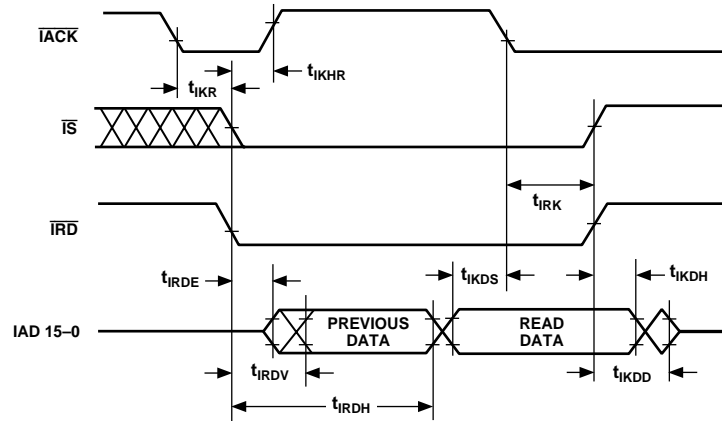 IACK
tIKR
tIKHR
IS
tIRK
IRD
tIRDE
tIKDS
tIKDH
IAD 15–0
PREVIOUS
DATA
READ
DATA
tIRDV
tIKDD
tIRDH